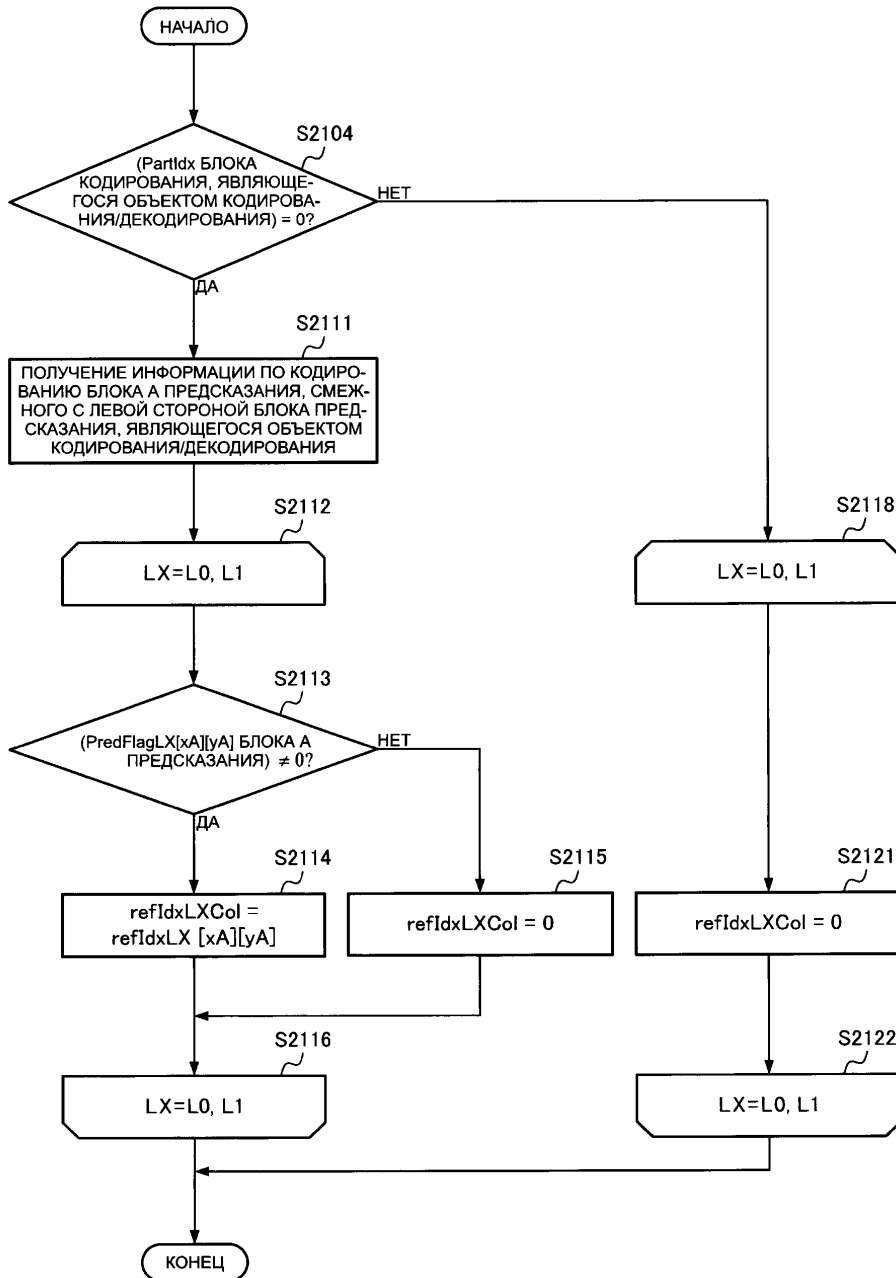 НАЧАЛО
S2104
(PartIdx БЛОКА
КОДИРОВАНИЯ, ЯВЛЯЮЩЕ-
ГОСЯ ОБЪЕКТОМ КОДИРОВА-
НИЯ/ДЕКОДИРОВАНИЯ) = 0?
НЕТ
ДА
S2111
ПОЛУЧЕНИЕ ИНФОРМАЦИИ ПО КОДИРО-
ВАНИЮ БЛОКА А ПРЕДСКАЗАНИЯ, СМЕЖ-
НОГО С ЛЕВОЙ СТОРОНОЙ БЛОКА ПРЕД-
СКАЗАНИЯ, ЯВЛЯЮЩЕГОСЯ ОБЪЕКТОМ
КОДИРОВАНИЯ/ДЕКОДИРОВАНИЯ
S2112
LX=L0, L1
S2118
LX=L0, L1
S2113
(PredFlagLX[xA][yA] БЛОКА А
ПРЕДСКАЗАНИЯ) ≠ 0?
НЕТ
ДА
S2114
refIdxLXCol =
refIdxLX [xA][yA]
S2115
refIdxLXCol = 0
S2121
refIdxLXCol = 0
S2116
LX=L0, L1
S2122
LX=L0, L1
КОНЕЦ